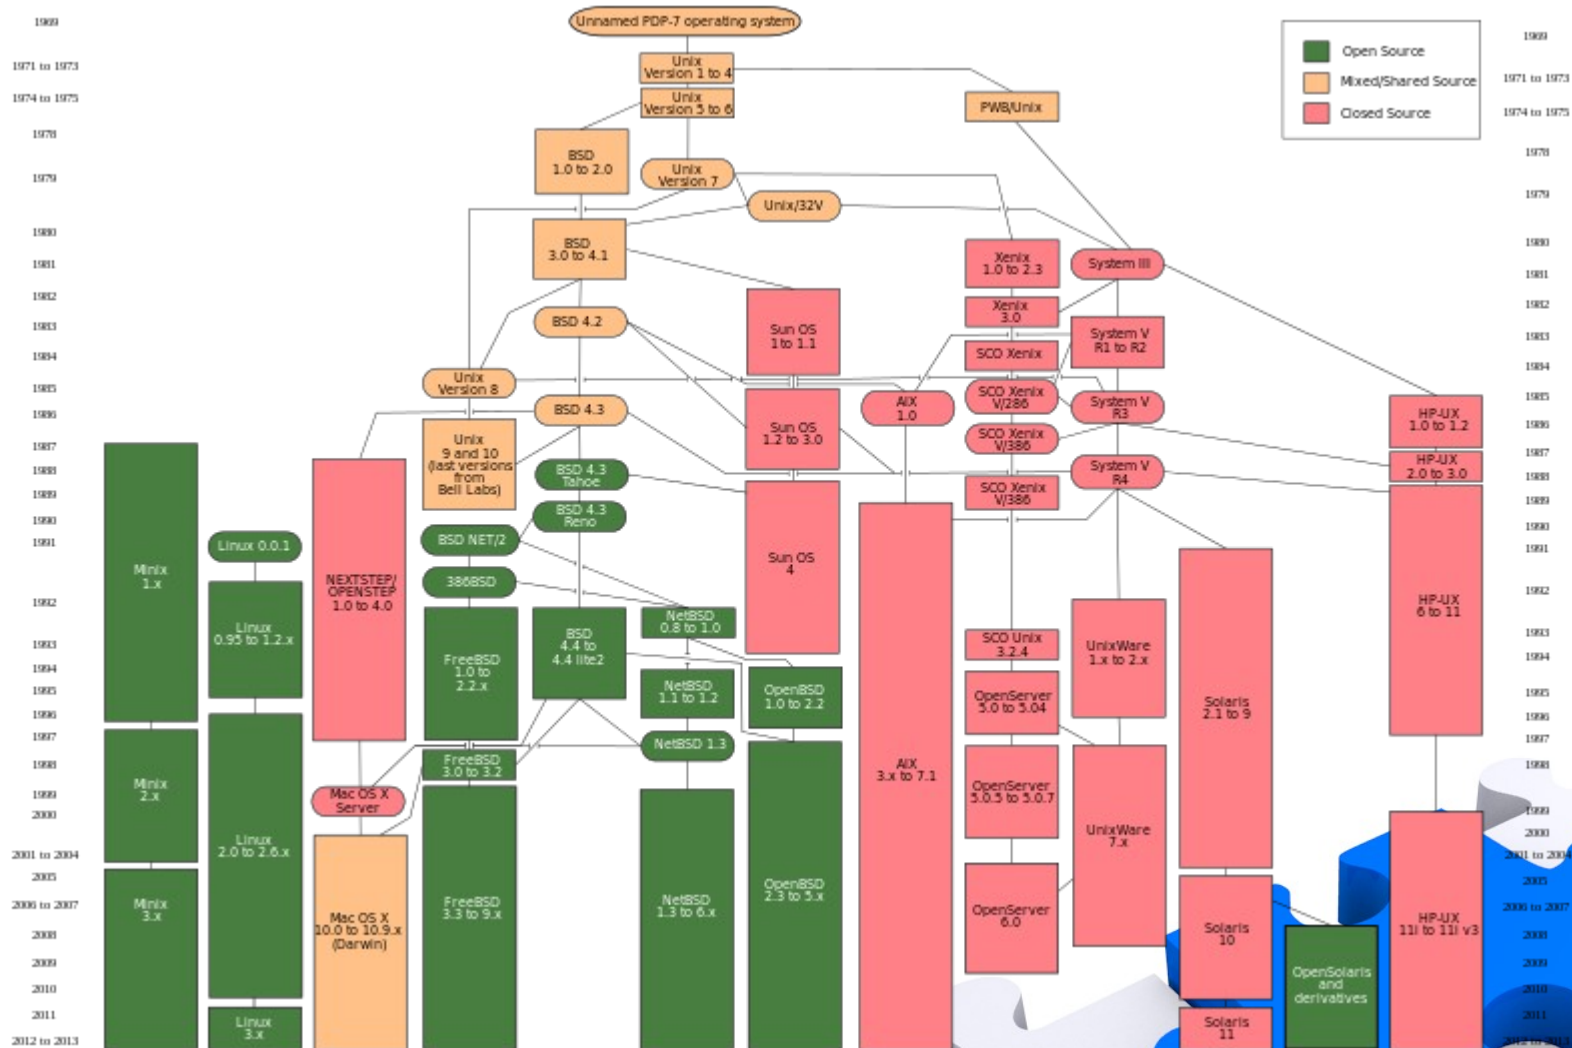 1969
Unnamed PDP-7 operating system
1969
Open Source
Mixed/Shared Source
Closed Source
1971 to 1973
Unix
Version 1 to 4
1971 to 1973
1974 to 1975
Unix
Version 5 to 6
PWB/Unix
1974 to 1975
1978
BSD
1.0 to 2.0
1978
1979
Unix
Version 7
Unix/32V
1979
1980
BSD
3.0 to 4.1
1980
1981
Xenix
1.0 to 2.3
System III
1981
1982
Xenix
3.0
1982
1983
BSD 4.2
Sun OS
1 to 1.1
System V
R1 to R2
1983
1984
SCO Xenix
1984
1985
Unix
Version 8
SCO Xenix
V/286
1985
1986
BSD 4.3
AIX
1.0
System V
R3
HP-UX
1.0 to 1.2
1986
Unix
9 and 10
(last versions
from
Bell Labs)
Sun OS
1.2 to 3.0
SCO Xenix
V/386
1987
1987
1988
BSD 4.3
Tahoe
System V
R4
HP-UX
2.0 to 3.0
1988
1989
SCO Xenix
V/386
1989
1990
BSD 4.3
Reno
1990
1991
Linux 0.0.1
BSD NET/2
1991
Minix
1.x
NEXTSTEP/
OPENSTEP
1.0 to 4.0
386BSD
Sun OS
4
1992
1992
HP-UX
6 to 11
Linux
0.95 to 1.2.x
NetBSD
0.8 to 1.0
1993
BSD
4.4 to
4.4 lite2
SCO Unix
3.2.4
UnixWare
1.x to 2.x
1993
1994
FreeBSD
1.0 to
2.2.x
1994
1995
NetBSD
1.1 to 1.2
OpenBSD
1.0 to 2.2
OpenServer
5.0 to 5.04
Solaris
2.1 to 9
1995
1996
1996
1997
NetBSD 1.3
1997
1998
FreeBSD
3.0 to 3.2
AIX
3.x to 7.1
1998
Minix
2.x
1999
Mac OS X
Server
OpenServer
5.0.5 to 5.0.7
1999
2000
2000
Linux
2.0 to 2.6.x
UnixWare
7.x
2001 to 2004
2001 to 2004
2005
2005
2006 to 2007
Minix
3.x
FreeBSD
3.3 to 9.x
NetBSD
1.3 to 6.x
OpenBSD
2.3 to 5.x
OpenServer
6.0
2006 to 2007
Mac OS X
10.0 to 10.9.x
(Darwin)
Solaris
10
HP-UX
11i to 11i v3
2008
2008
2009
2009
OpenSolaris
and
derivatives
2010
2010
2011
Linux
3.x
Solaris
11
2011
2012 to 2013
2012 to 2013